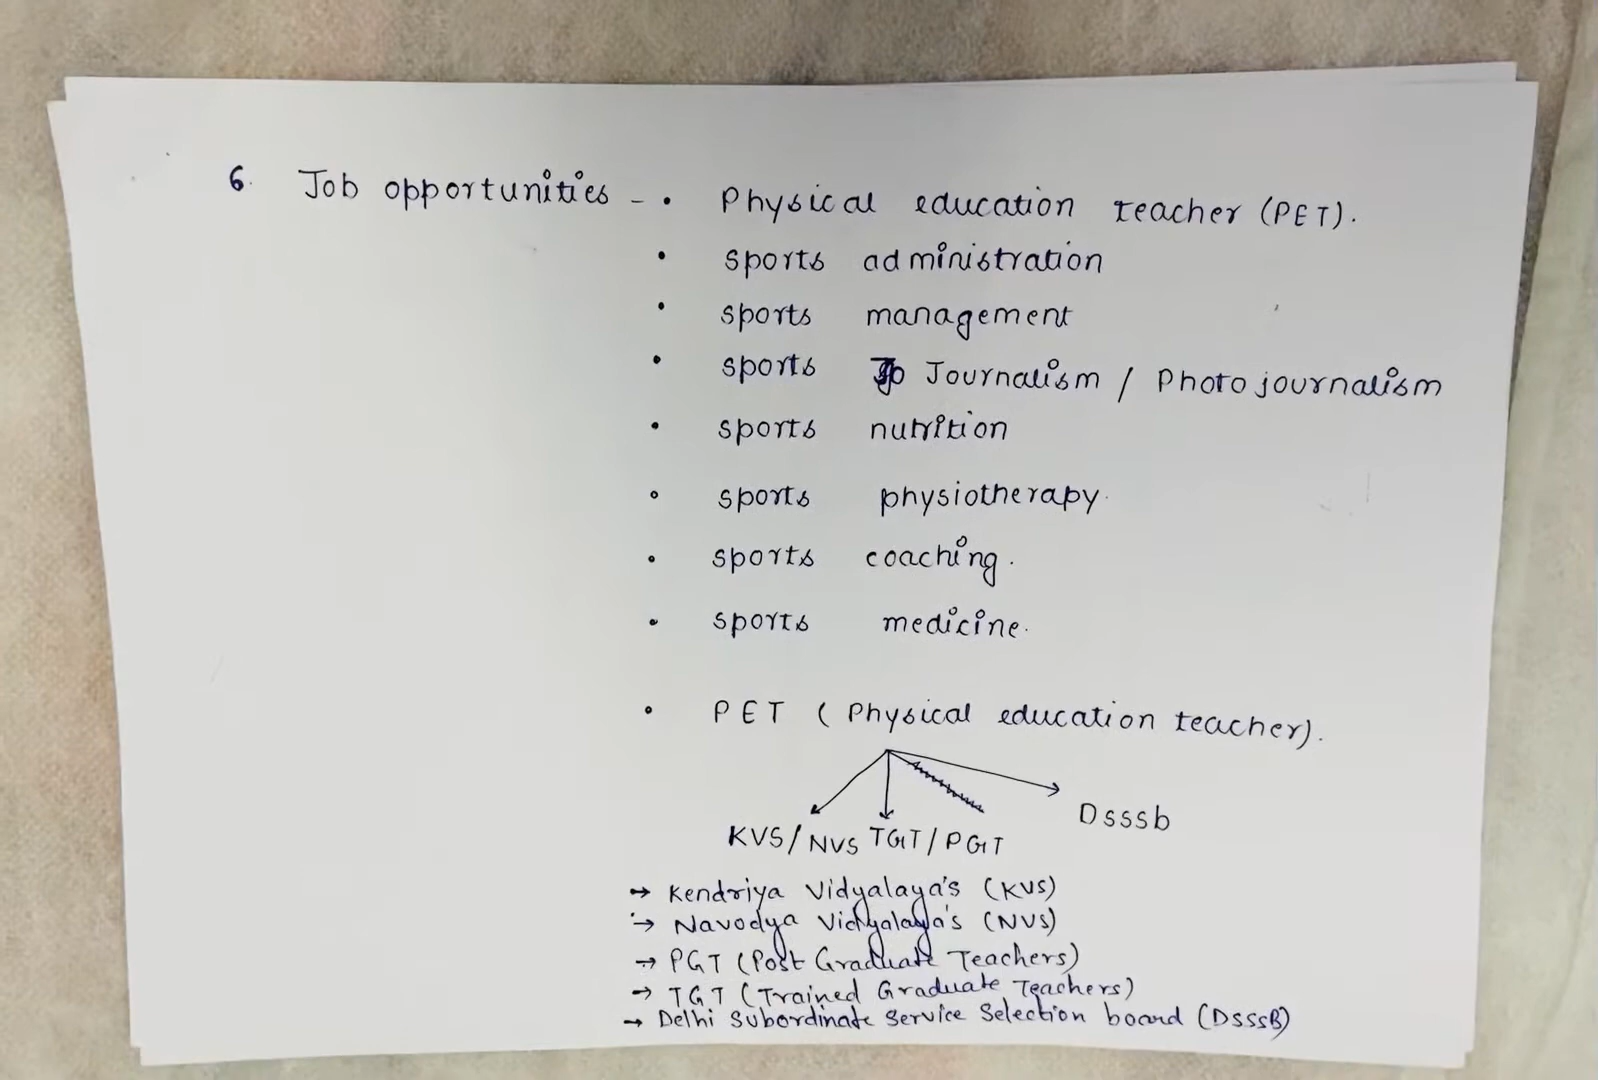 6. Job opportunities - • Physical education teacher (PET).
• sports administration
• sports management
• sports Journalism / Photojournalism
• sports nutrition
• sports physiotherapy.
• sports coaching.
• sports medicine.
• PET (Physical education teacher).
KVS/NVS TGT/PGT Dsssb
→ Kendriya Vidyalaya's (KVS)
→ Navodya Vidyalaya's (NVS)
→ PGT (Post Graduate Teachers)
→ TGT (Trained Graduate Teachers)
→ Delhi Subordinate Service Selection board (DSSSB)